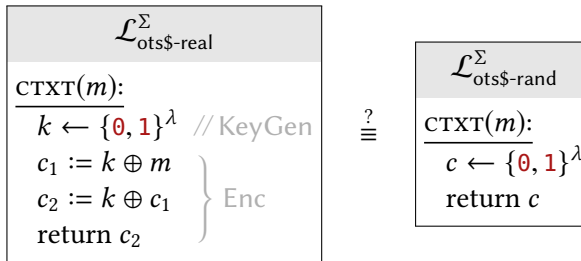 𝓛^Σ_ots$-real
CTXT(m):
k ← {0, 1}^λ // KeyGen
c₁ := k ⊕ m
c₂ := k ⊕ c₁
return c₂
Enc
?
≡
𝓛^Σ_ots$-rand
CTXT(m):
c ← {0, 1}^λ
return c